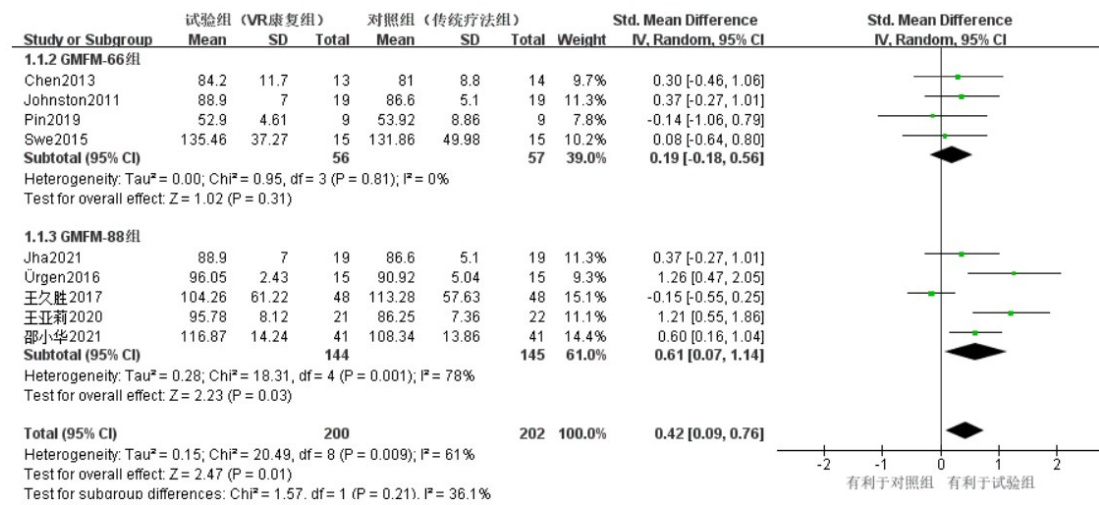 试验组（VR康复组） 对照组（传统疗法组） Std. Mean Difference Std. Mean Difference
Study or Subgroup Mean SD Total Mean SD Total Weight IV, Random, 95% CI IV, Random, 95% CI
1.1.2 GMFM-66组
Chen2013 84.2 11.7 13 81 8.8 14 9.7% 0.30 [-0.46, 1.06]
Johnston2011 88.9 7 19 86.6 5.1 19 11.3% 0.37 [-0.27, 1.01]
Pin2019 52.9 4.61 9 53.92 8.86 9 7.8% -0.14 [-1.06, 0.79]
Swe2015 135.46 37.27 15 131.86 49.98 15 10.2% 0.08 [-0.64, 0.80]
Subtotal (95% CI) 56 57 39.0% 0.19 [-0.18, 0.56]
Heterogeneity: Tau² = 0.00; Chi² = 0.95, df = 3 (P = 0.81); I² = 0%
Test for overall effect: Z = 1.02 (P = 0.31)
1.1.3 GMFM-88组
Jha2021 88.9 7 19 86.6 5.1 19 11.3% 0.37 [-0.27, 1.01]
Ürgen2016 96.05 2.43 15 90.92 5.04 15 9.3% 1.26 [0.47, 2.05]
王久胜2017 104.26 61.22 48 113.28 57.63 48 15.1% -0.15 [-0.55, 0.25]
王亚莉2020 95.78 8.12 21 86.25 7.36 22 11.1% 1.21 [0.55, 1.86]
邵小华2021 116.87 14.24 41 108.34 13.86 41 14.4% 0.60 [0.16, 1.04]
Subtotal (95% CI) 144 145 61.0% 0.61 [0.07, 1.14]
Heterogeneity: Tau² = 0.28; Chi² = 18.31, df = 4 (P = 0.001); I² = 78%
Test for overall effect: Z = 2.23 (P = 0.03)
Total (95% CI) 200 202 100.0% 0.42 [0.09, 0.76]
Heterogeneity: Tau² = 0.15; Chi² = 20.49, df = 8 (P = 0.009); I² = 61%
Test for overall effect: Z = 2.47 (P = 0.01)
Test for subgroup differences: Chi² = 1.57, df = 1 (P = 0.21), I² = 36.1%
-2 -1 0 1 2
有利于对照组 有利于试验组